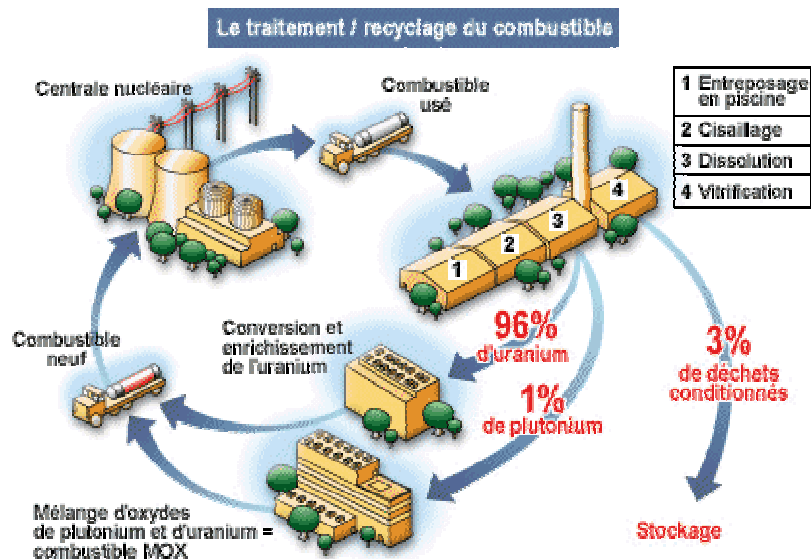 Le traitement / recyclage du combustible
Centrale nucléaire
Combustible
usé
1 Entreposage
en piscine
2 Cisaillage
3 Dissolution
4 Vitrification
1
2
3
4
Combustible
neuf
Conversion et
enrichissement
de l'uranium
96%
d'uranium
1%
de plutonium
3%
de déchets
conditionnés
Mélange d'oxydes
de plutonium et d'uranium =
combustible MOX
Stockage